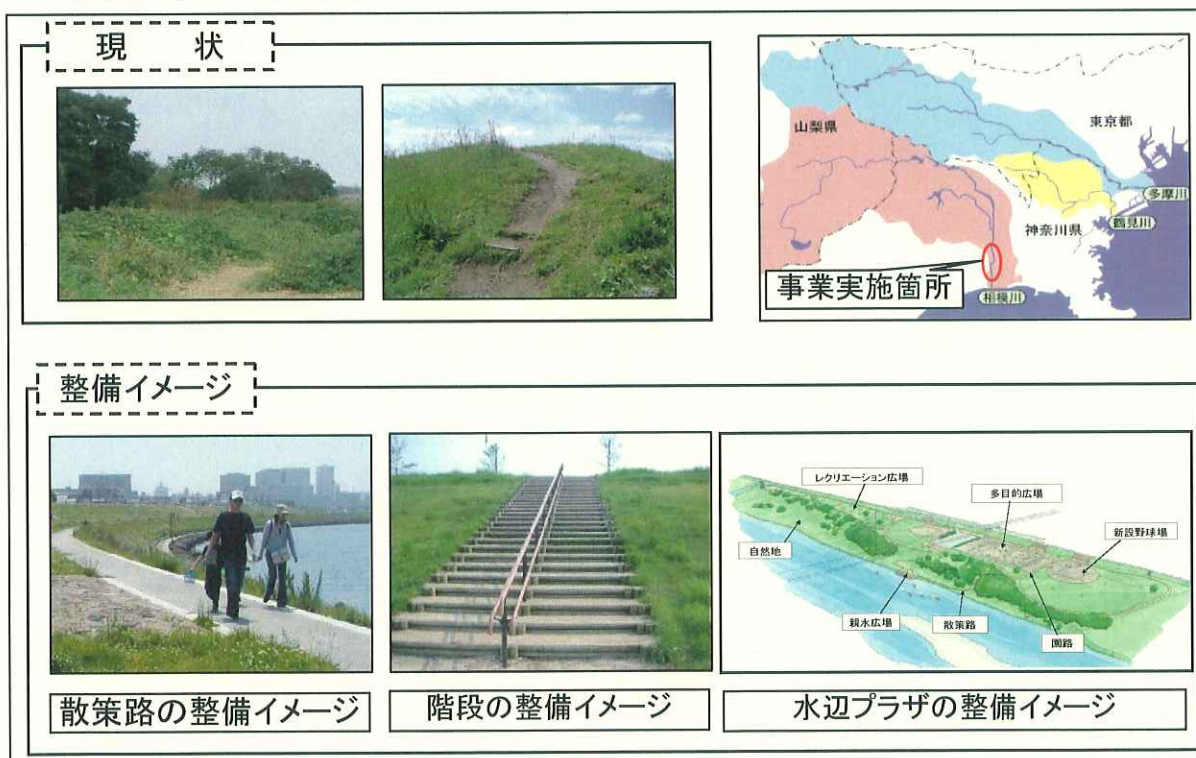 現 状
山梨県
東京都
多摩川
鶴見川
神奈川県
事業実施箇所
相模川
整備イメージ
レクリエーション広場
多目的広場
新設野球場
自然地
親水広場
散策路
園路
散策路の整備イメージ
階段の整備イメージ
水辺プラザの整備イメージ